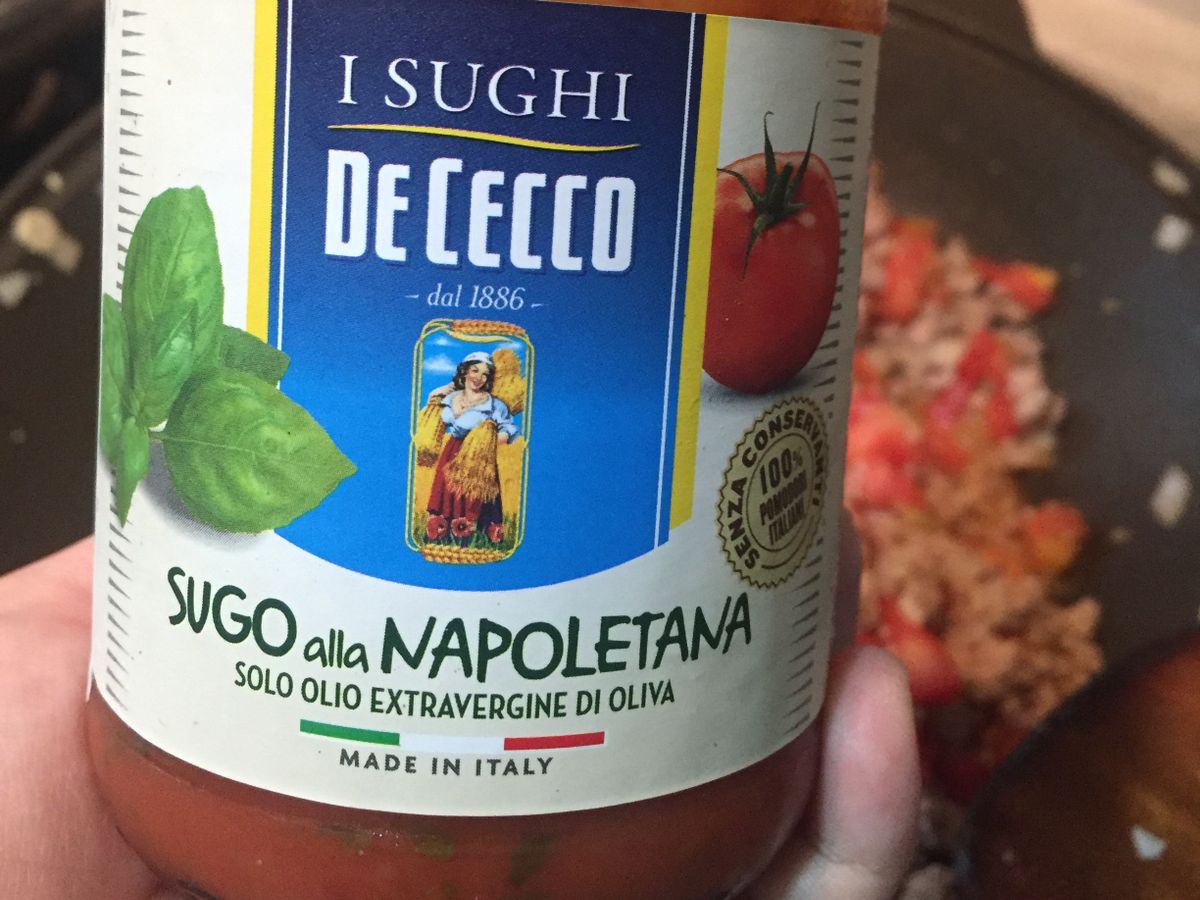 I SUGHI
DE CECCO
- dal 1886 -
SENZA CONSERVANTI
100%
POMODORI
ITALIANI
SUGO alla NAPOLETANA
SOLO OLIO EXTRAVERGINE DI OLIVA
MADE IN ITALY